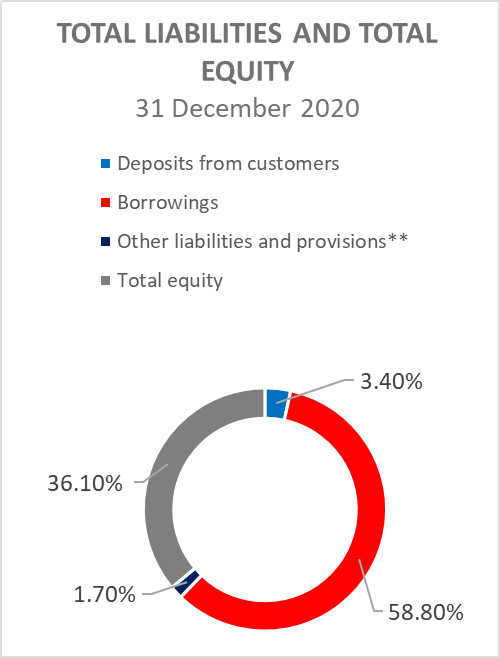 TOTAL LIABILITIES AND TOTAL
EQUITY
31 December 2020
Deposits from customers
Borrowings
Other liabilities and provisions**
Total equity
3.40%
36.10%
1.70%
58.80%